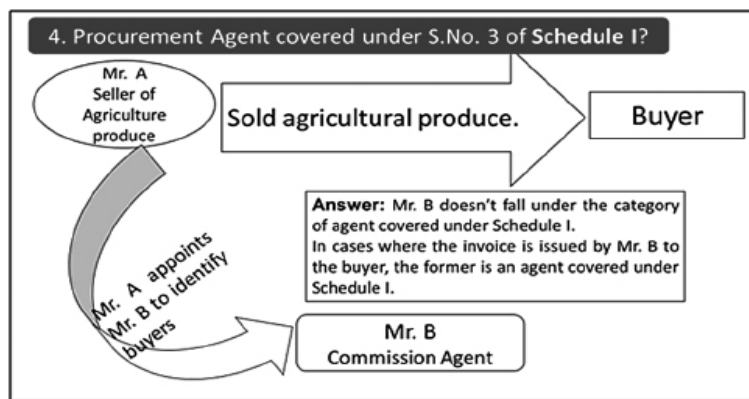 4. Procurement Agent covered under S.No. 3 of Schedule I?
Mr. A
Seller of
Agriculture
produce
Sold agricultural produce.
Buyer
Answer: Mr. B doesn't fall under the category
of agent covered under Schedule I.
In cases where the invoice is issued by Mr. B to
the buyer, the former is an agent covered under
Schedule I.
Mr. A appoints
Mr. B to identify
buyers
Mr. B
Commission Agent